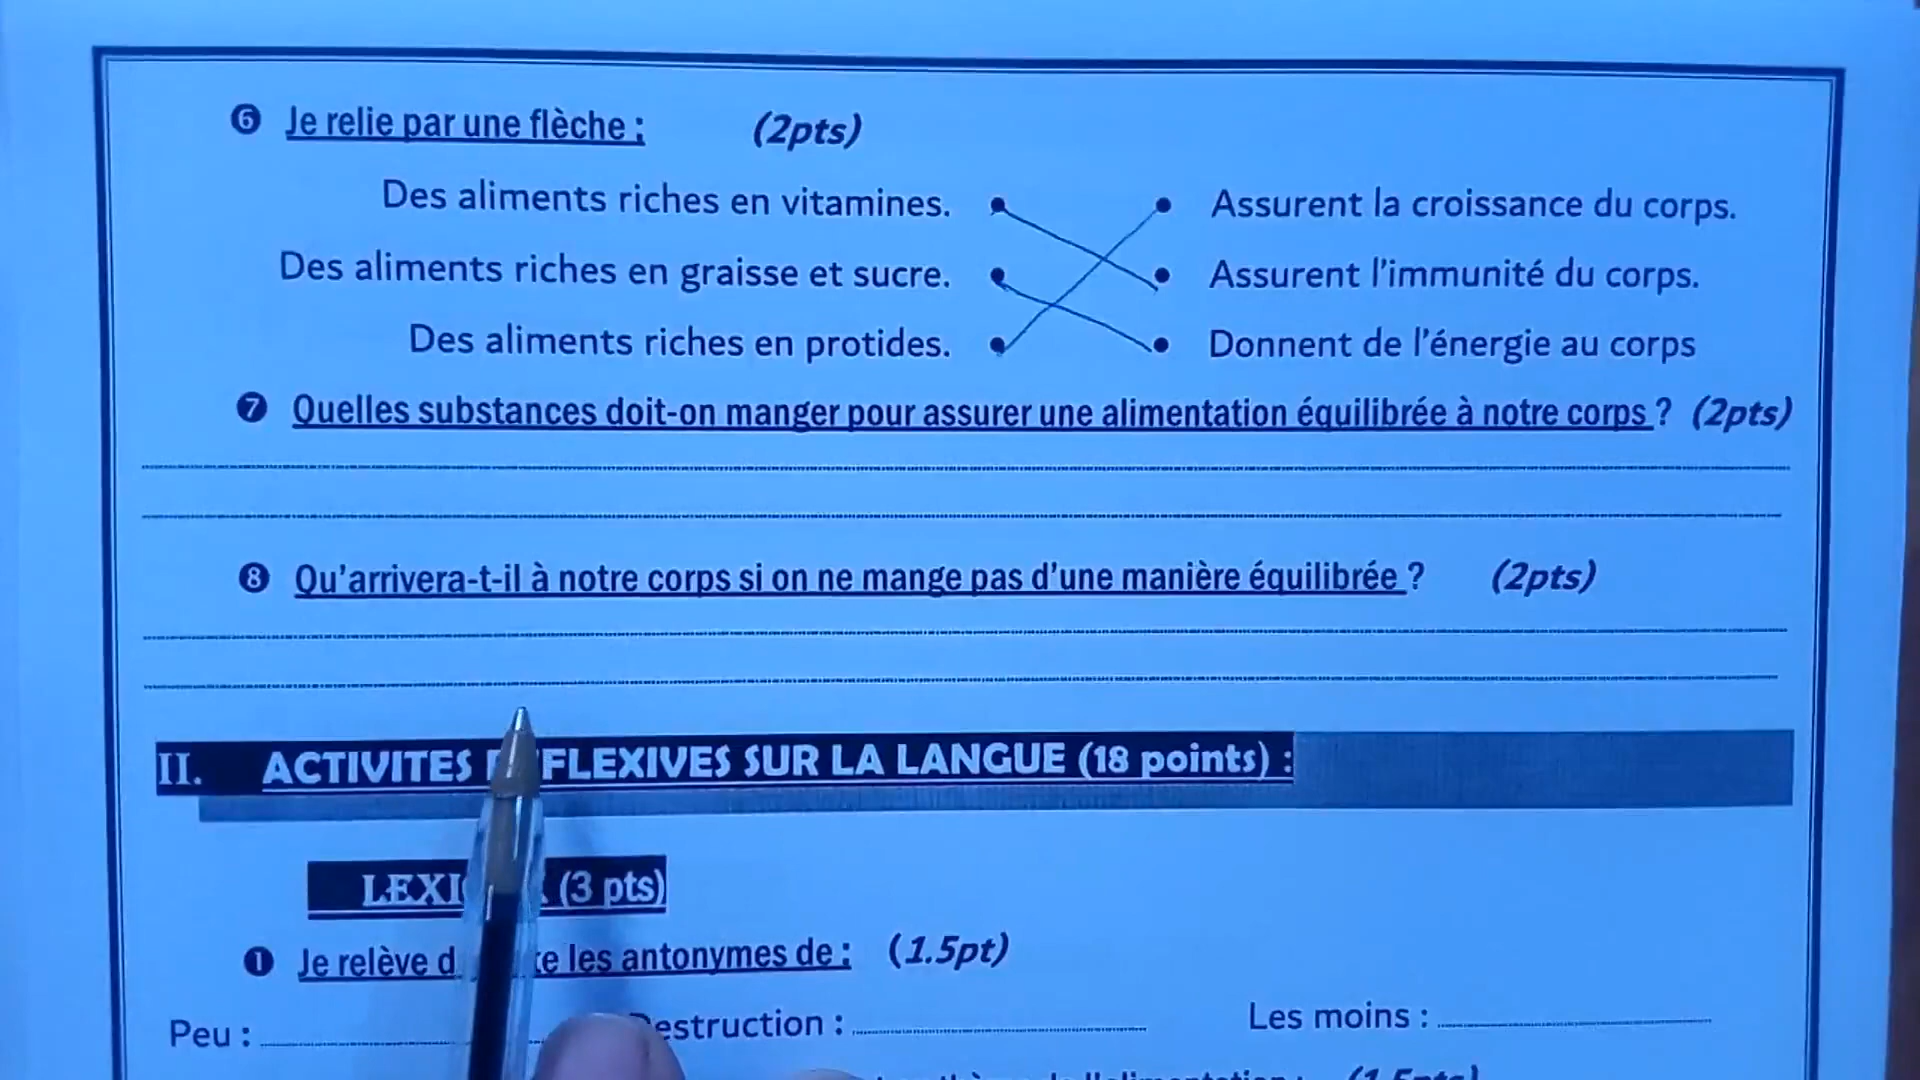 ❻ Je relie par une flèche : (2pts)
Des aliments riches en vitamines. Assurent la croissance du corps.
Des aliments riches en graisse et sucre. Assurent l'immunité du corps.
Des aliments riches en protides. Donnent de l'énergie au corps
❼ Quelles substances doit-on manger pour assurer une alimentation équilibrée à notre corps ? (2pts)
❽ Qu'arrivera-t-il à notre corps si on ne mange pas d'une manière équilibrée ? (2pts)
II. ACTIVITES SUR LA LANGUE (18 points) :
(3 pts)
❶ Je relève les antonymes de : (1.5pt)
Peu : Les moins :